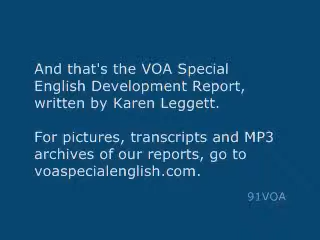 And that's the VOA Special
English Development Report,
written by Karen Leggett.
For pictures, transcripts and MP3
archives of our reports, go to
voaspecialenglish.com.
91VOA